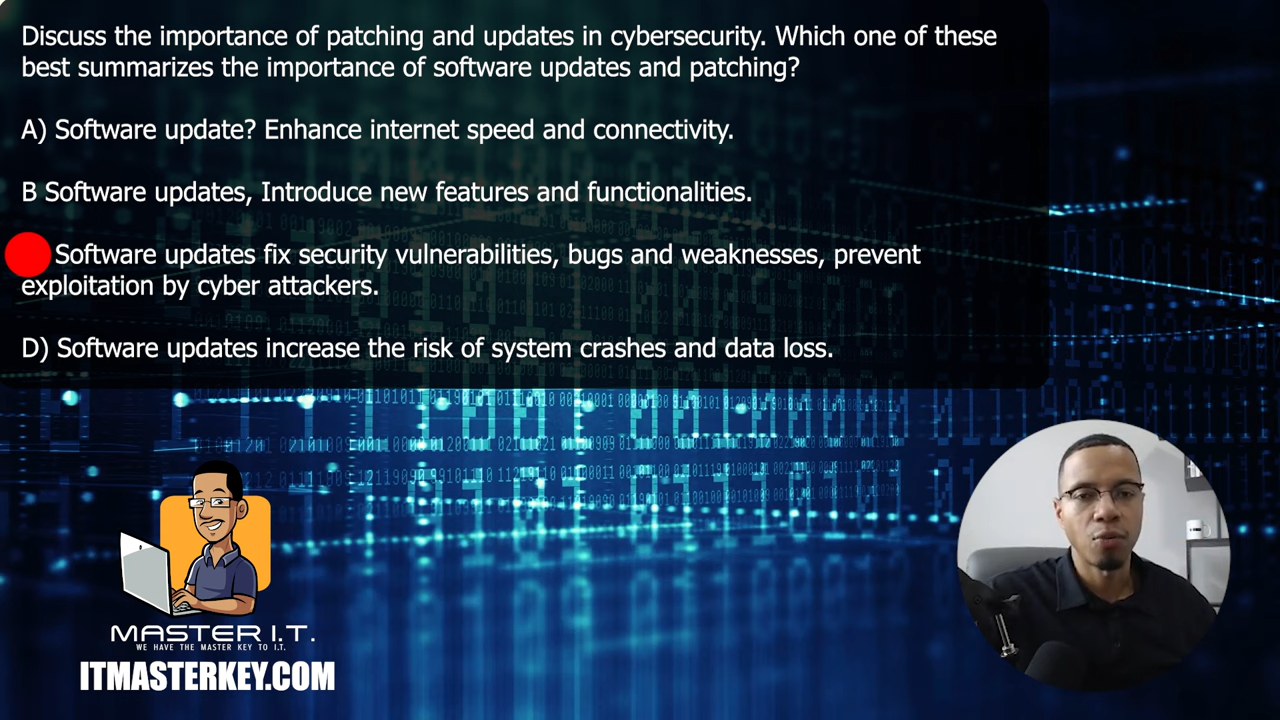 Discuss the importance of patching and updates in cybersecurity. Which one of these
best summarizes the importance of software updates and patching?
A) Software update? Enhance internet speed and connectivity.
B Software updates, Introduce new features and functionalities.
Software updates fix security vulnerabilities, bugs and weaknesses, prevent
exploitation by cyber attackers.
D) Software updates increase the risk of system crashes and data loss.
MASTER I.T.
WE HAVE THE MASTER KEY TO I.T.
ITMASTERKEY.COM